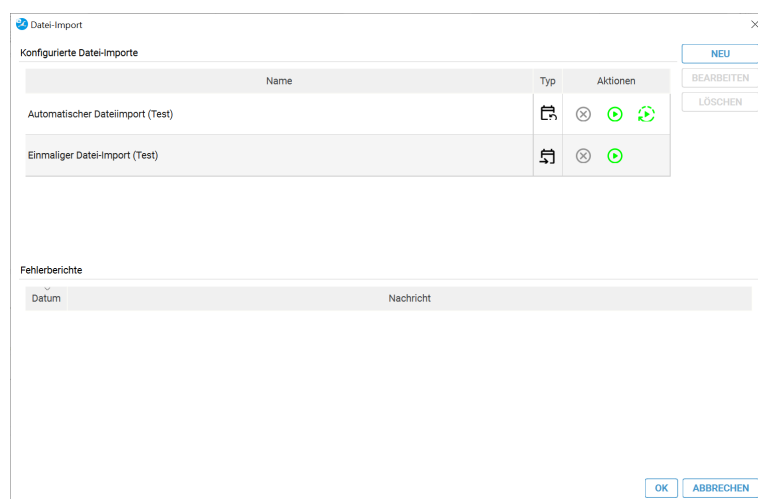 Datei-Import
Konfigurierte Datei-Importe
NEU
Name Typ Aktionen
BEARBEITEN
LÖSCHEN
Automatischer Dateiimport (Test)
Einmaliger Datei-Import (Test)
Fehlerberichte
Datum Nachricht
OK ABBRECHEN